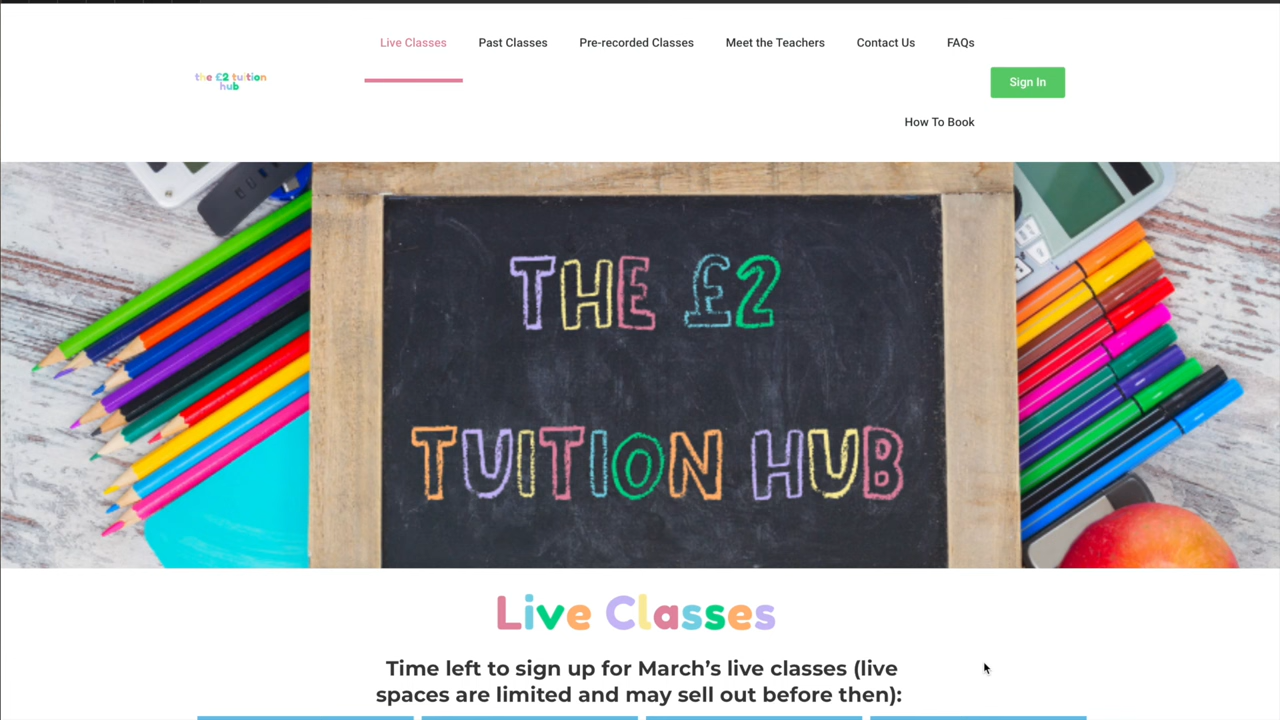 Live Classes
Past Classes
Pre-recorded Classes
Meet the Teachers
Contact Us
FAQs
the £2 tuition
hub
Sign In
How To Book
THE £2
TUITION HUB
Live Classes
Time left to sign up for March’s live classes (live
spaces are limited and may sell out before then):